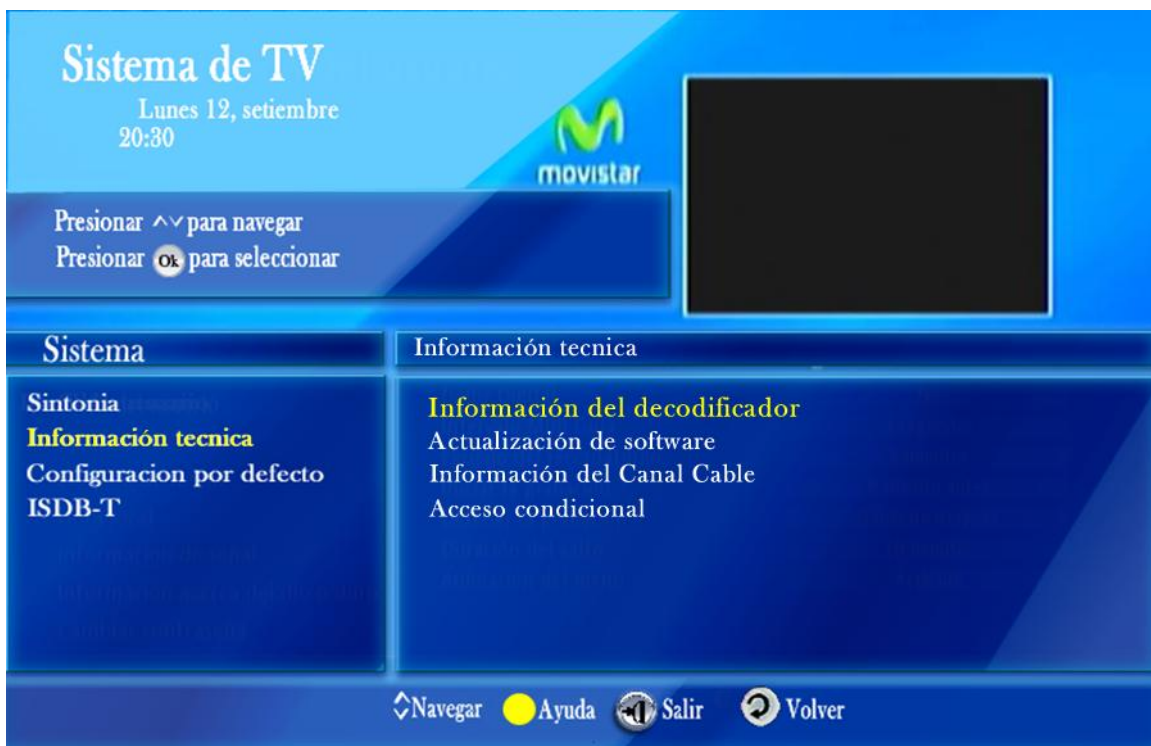 Sistema de TV
Lunes 12, setiembre
20:30
movistar
Presionar ^˅ para navegar
Presionar Ok para seleccionar
Sistema
Información tecnica
Sintonia
Información tecnica
Configuracion por defecto
ISDB-T
Información del decodificador
Actualización de software
Información del Canal Cable
Acceso condicional
Navegar Ayuda Salir Volver